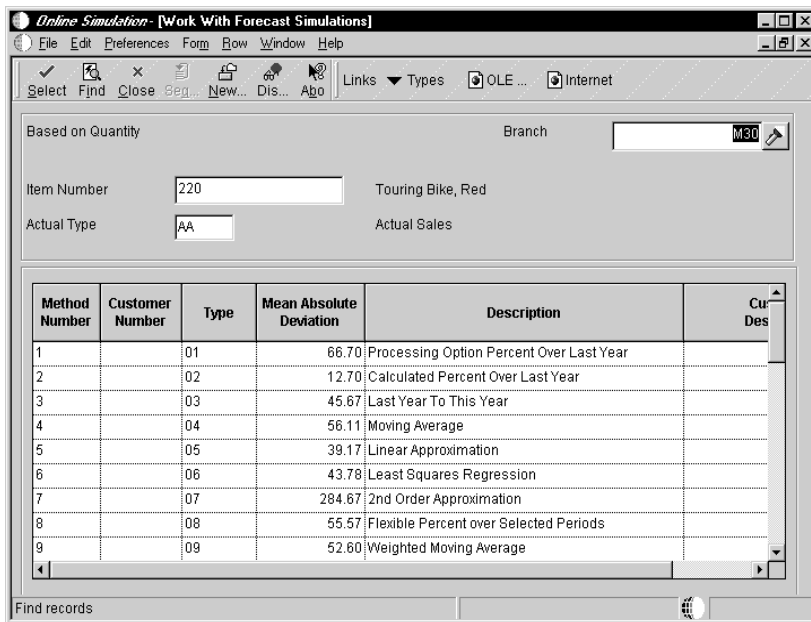 Online Simulation - [Work With Forecast Simulations]
File Edit Preferences Form Row Window Help
Select Find Close Seq... New... Dis... Abo Links Types OLE ... Internet
Based on Quantity Branch M30
Item Number 220 Touring Bike, Red
Actual Type AA Actual Sales
Method Number Customer Number Type Mean Absolute Deviation Description Cus Des
1 01 66.70 Processing Option Percent Over Last Year
2 02 12.70 Calculated Percent Over Last Year
3 03 45.67 Last Year To This Year
4 04 56.11 Moving Average
5 05 39.17 Linear Approximation
6 06 43.78 Least Squares Regression
7 07 284.67 2nd Order Approximation
8 08 55.57 Flexible Percent over Selected Periods
9 09 52.60 Weighted Moving Average
Find records